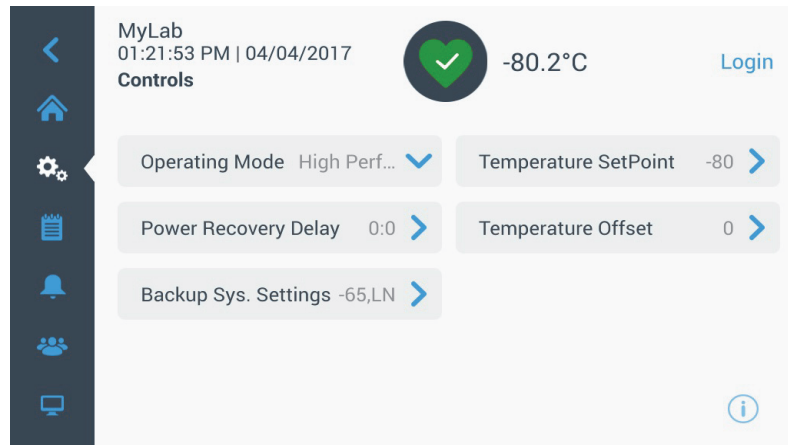 MyLab
01:21:53 PM | 04/04/2017
Controls
-80.2°C
Login
Operating Mode High Perf...
Temperature SetPoint -80
Power Recovery Delay 0:0
Temperature Offset 0
Backup Sys. Settings -65,LN
i